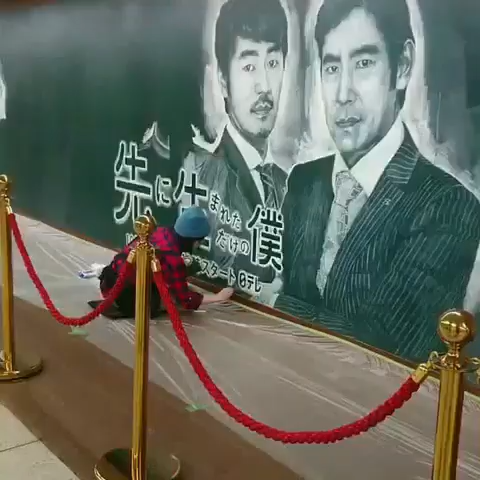 先に生まれた
だけの僕
スタート 日テレ